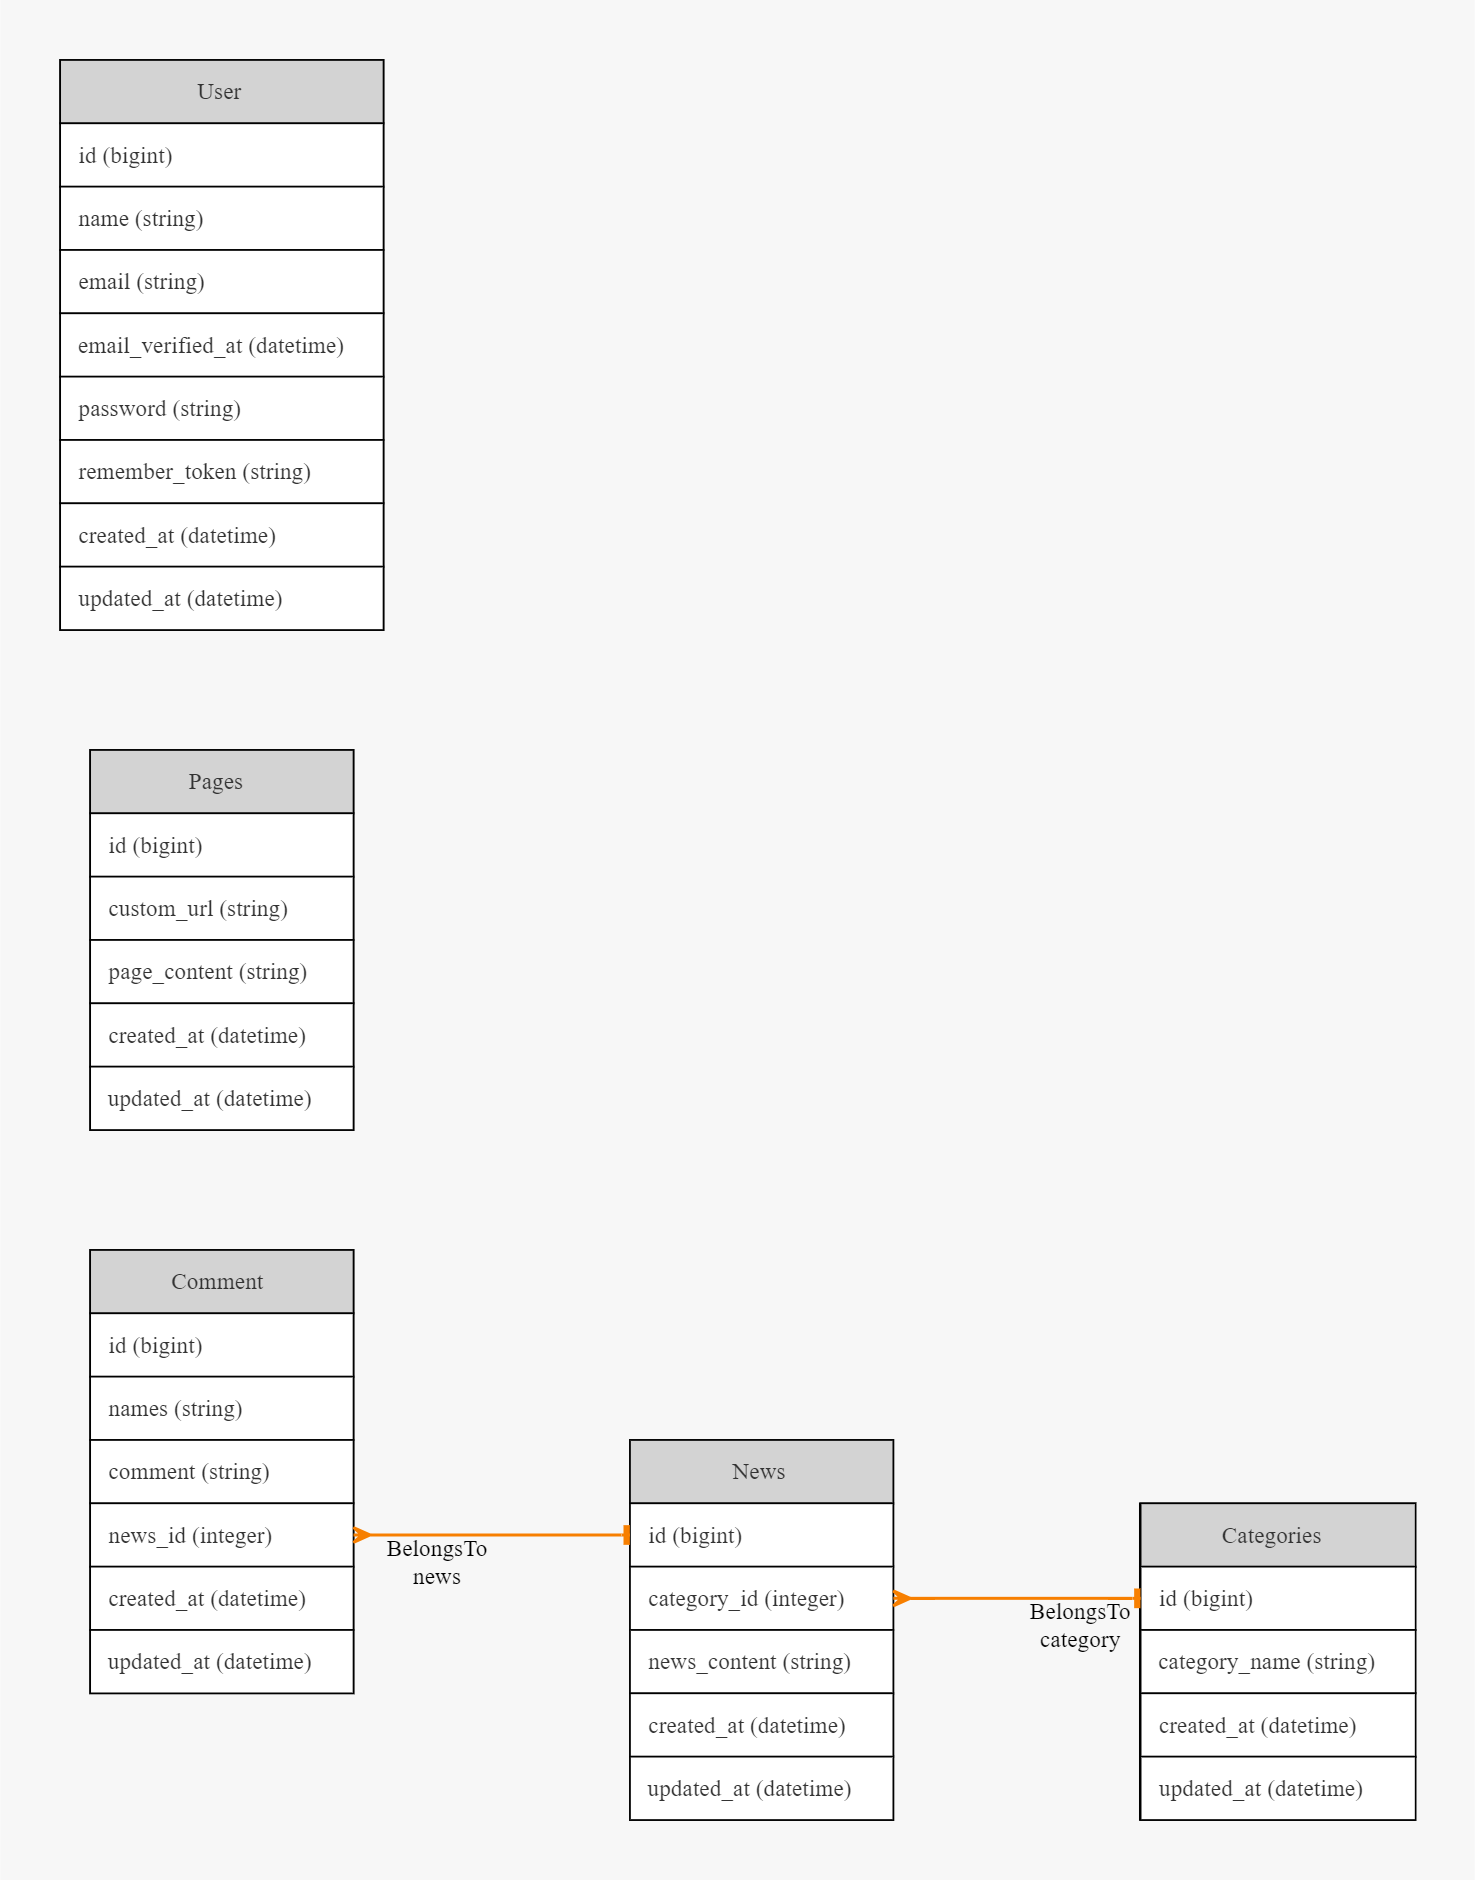 User
id (bigint)
name (string)
email (string)
email_verified_at (datetime)
password (string)
remember_token (string)
created_at (datetime)
updated_at (datetime)
Pages
id (bigint)
custom_url (string)
page_content (string)
created_at (datetime)
updated_at (datetime)
Comment
id (bigint)
names (string)
comment (string)
news_id (integer)
created_at (datetime)
updated_at (datetime)
BelongsTo
news
News
id (bigint)
category_id (integer)
news_content (string)
created_at (datetime)
updated_at (datetime)
BelongsTo
category
Categories
id (bigint)
category_name (string)
created_at (datetime)
updated_at (datetime)